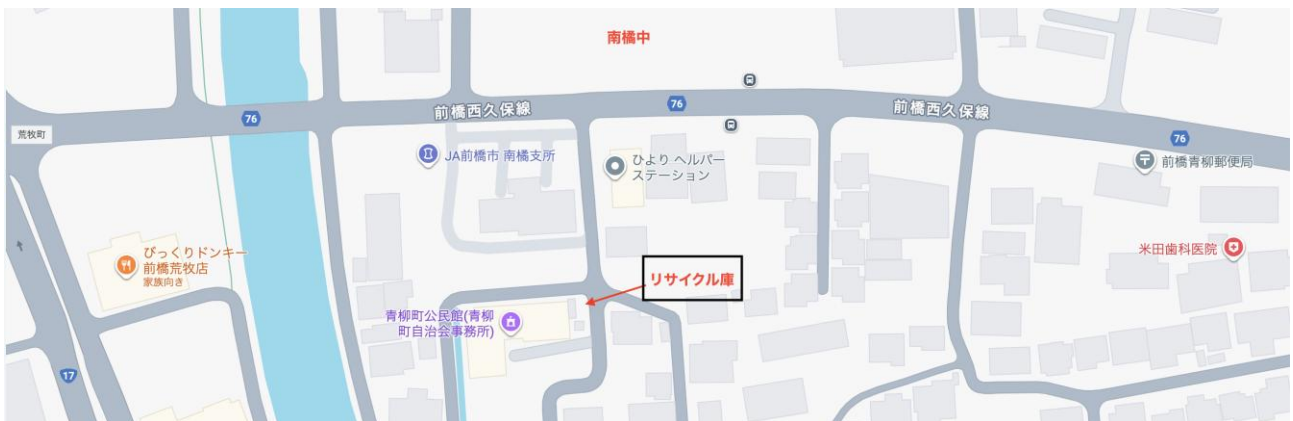 南橘中
76
前橋西久保線
76
前橋西久保線
76
荒牧町
JA前橋市 南橘支所
ひより ヘルパー
ステーション
前橋青柳郵便局
びっくりドンキー
前橋荒牧店
家族向き
米田歯科医院
リサイクル庫
青柳町公民館(青柳
町自治会事務所)
17